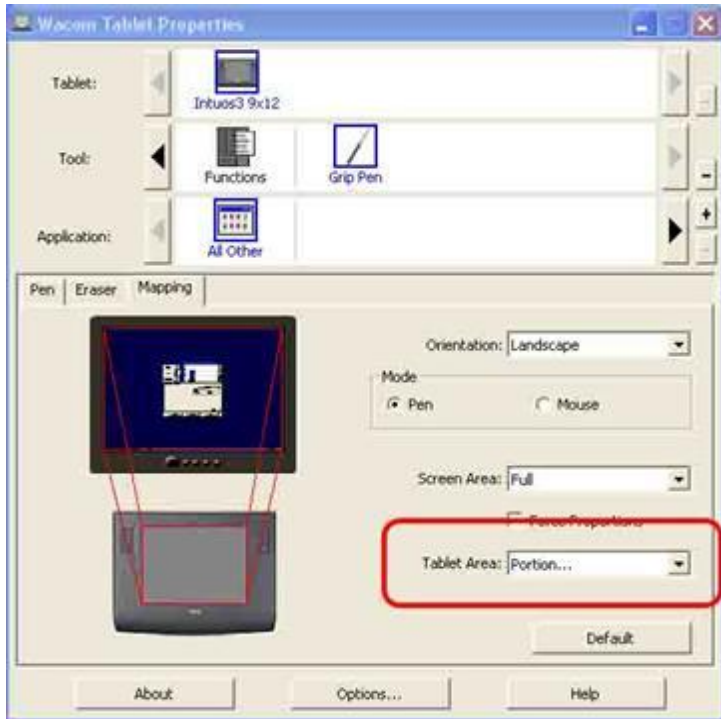 Wacom Tablet Properties
Tablet:
Intuos3 9x12
Tool:
Functions
Grip Pen
Application:
All Other
Pen Eraser Mapping
Orientation: Landscape
Mode
Pen Mouse
Screen Area: Full
Force Proportions
Tablet Area: Portion...
Default
About Options... Help